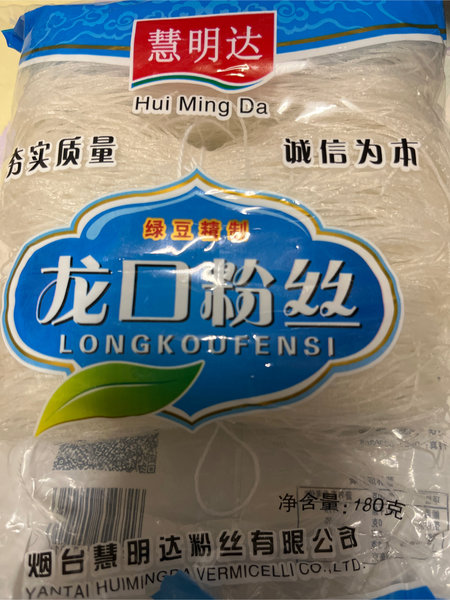 慧明达
Hui Ming Da
夯实质量 诚信为本
绿豆精制
龙口粉丝
LONGKOUFENSI
净含量:180克
烟台慧明达粉丝有限公司
YANTAI HUIMINGDA VERMICELLI CO.,LTD.